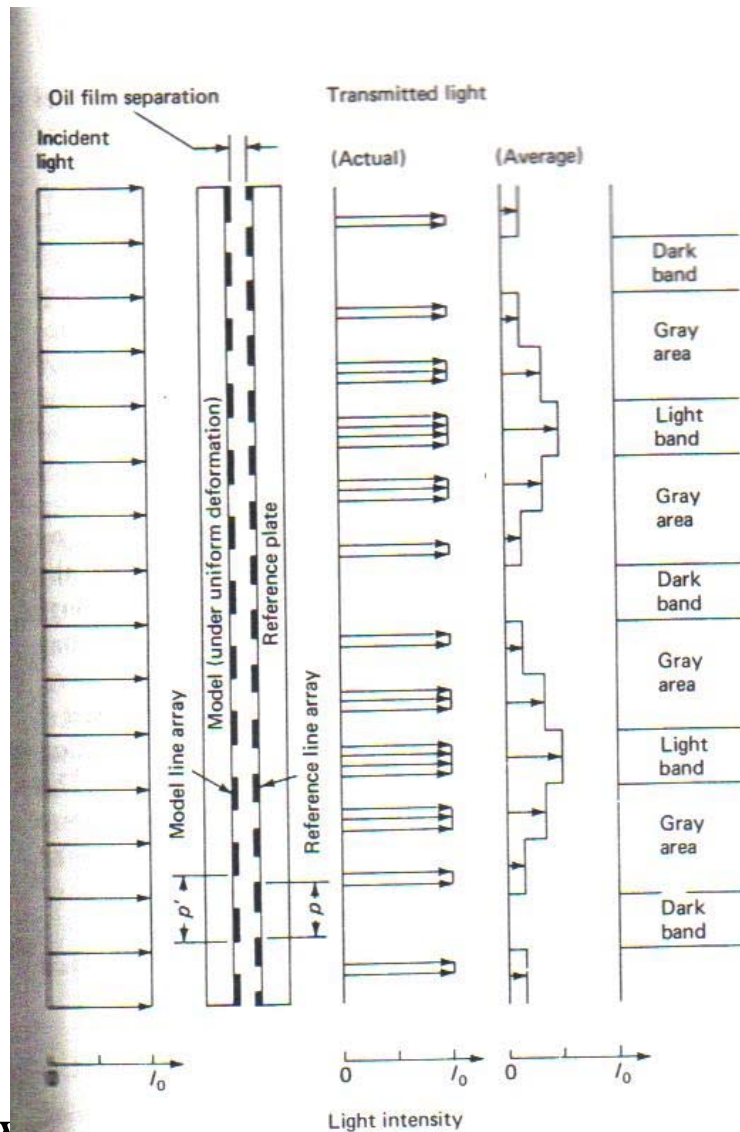 Oil film separation
Transmitted light
Incident
light
(Actual)
(Average)
Dark
band
Gray
area
Light
band
Gray
area
Dark
band
Gray
area
Light
band
Gray
area
Dark
band
Model (under uniform deformation)
Reference plate
Model line array
Reference line array
p'
p
0
I₀
0
I₀
0
I₀
Light intensity